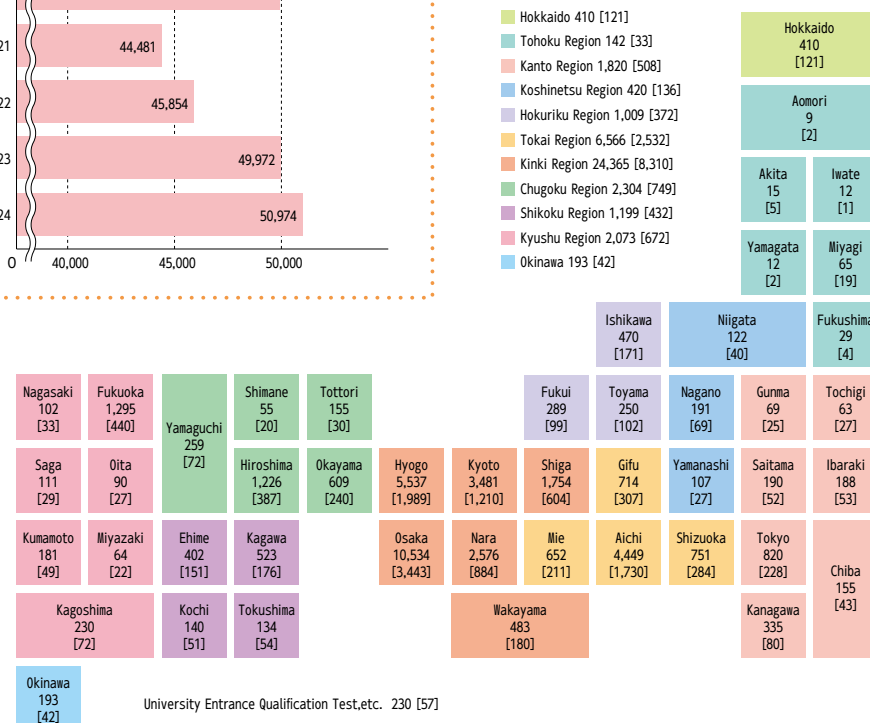 21
44,481
22
45,854
23
49,972
24
50,974
0
40,000
45,000
50,000
Hokkaido 410 [121]
Tohoku Region 142 [33]
Kanto Region 1,820 [508]
Koshinetsu Region 420 [136]
Hokuriku Region 1,009 [372]
Tokai Region 6,566 [2,532]
Kinki Region 24,365 [8,310]
Chugoku Region 2,304 [749]
Shikoku Region 1,199 [432]
Kyushu Region 2,073 [672]
Okinawa 193 [42]
Hokkaido
410
[121]
Aomori
9
[2]
Akita
15
[5]
Iwate
12
[1]
Yamagata
12
[2]
Miyagi
65
[19]
Ishikawa
470
[171]
Niigata
122
[40]
Fukushima
29
[4]
Nagasaki
102
[33]
Fukuoka
1,295
[440]
Yamaguchi
259
[72]
Shimane
55
[20]
Tottori
155
[30]
Fukui
289
[99]
Toyama
250
[102]
Nagano
191
[69]
Gunma
69
[25]
Tochigi
63
[27]
Saga
111
[29]
Oita
90
[27]
Hiroshima
1,226
[387]
Okayama
609
[240]
Hyogo
5,537
[1,989]
Kyoto
3,481
[1,210]
Shiga
1,754
[604]
Gifu
714
[307]
Yamanashi
107
[27]
Saitama
190
[52]
Ibaraki
188
[53]
Kumamoto
181
[49]
Miyazaki
64
[22]
Ehime
402
[151]
Kagawa
523
[176]
Osaka
10,534
[3,443]
Nara
2,576
[884]
Mie
652
[211]
Aichi
4,449
[1,730]
Shizuoka
751
[284]
Tokyo
820
[228]
Chiba
155
[43]
Kagoshima
230
[72]
Kochi
140
[51]
Tokushima
134
[54]
Wakayama
483
[180]
Kanagawa
335
[80]
Okinawa
193
[42]
University Entrance Qualification Test,etc. 230 [57]